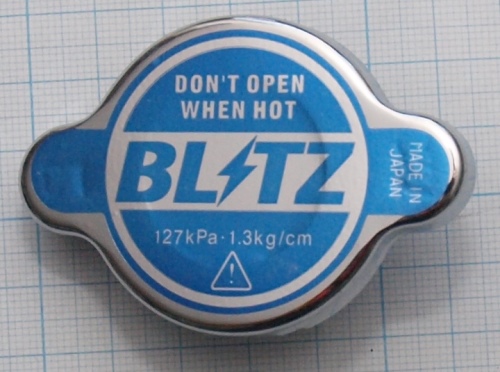 DON'T OPEN
WHEN HOT
BLITZ
127kPa·1.3kg/cm
MADE IN
JAPAN